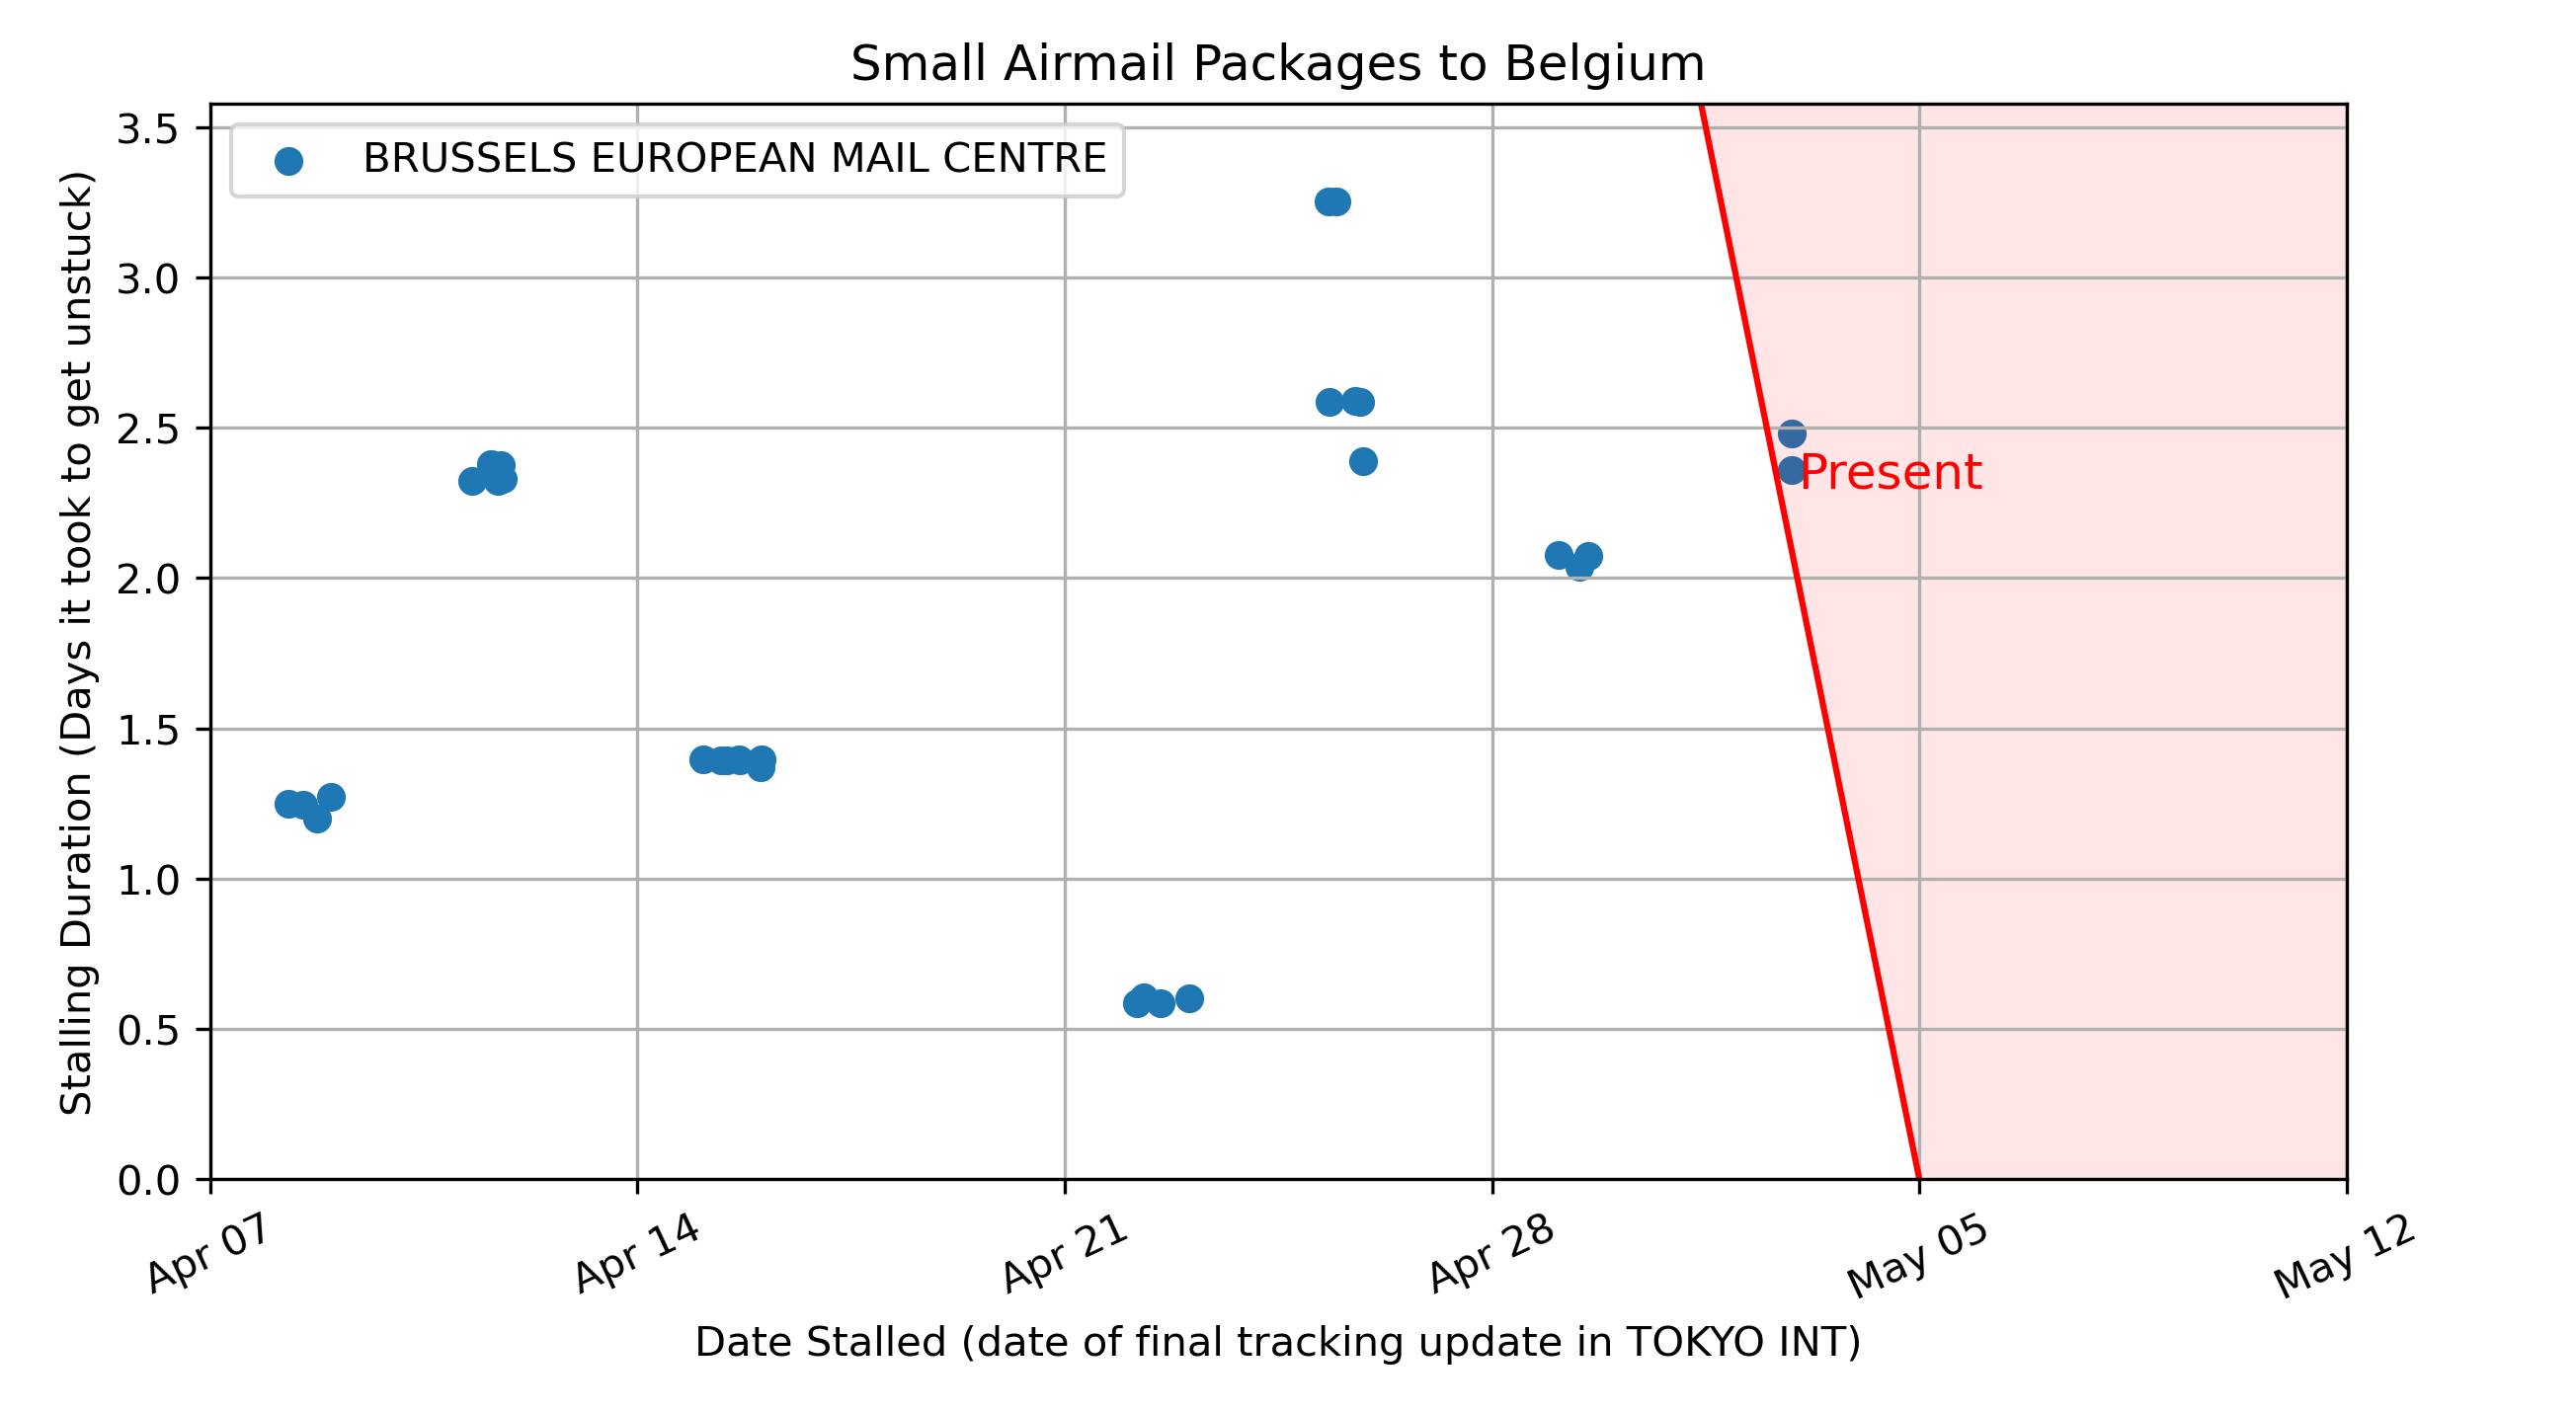 Small Airmail Packages to Belgium
BRUSSELS EUROPEAN MAIL CENTRE
Stalling Duration (Days it took to get unstuck)
3.5
3.0
2.5
2.0
1.5
1.0
0.5
0.0
Present
Apr 07
Apr 14
Apr 21
Apr 28
May 05
May 12
Date Stalled (date of final tracking update in TOKYO INT)